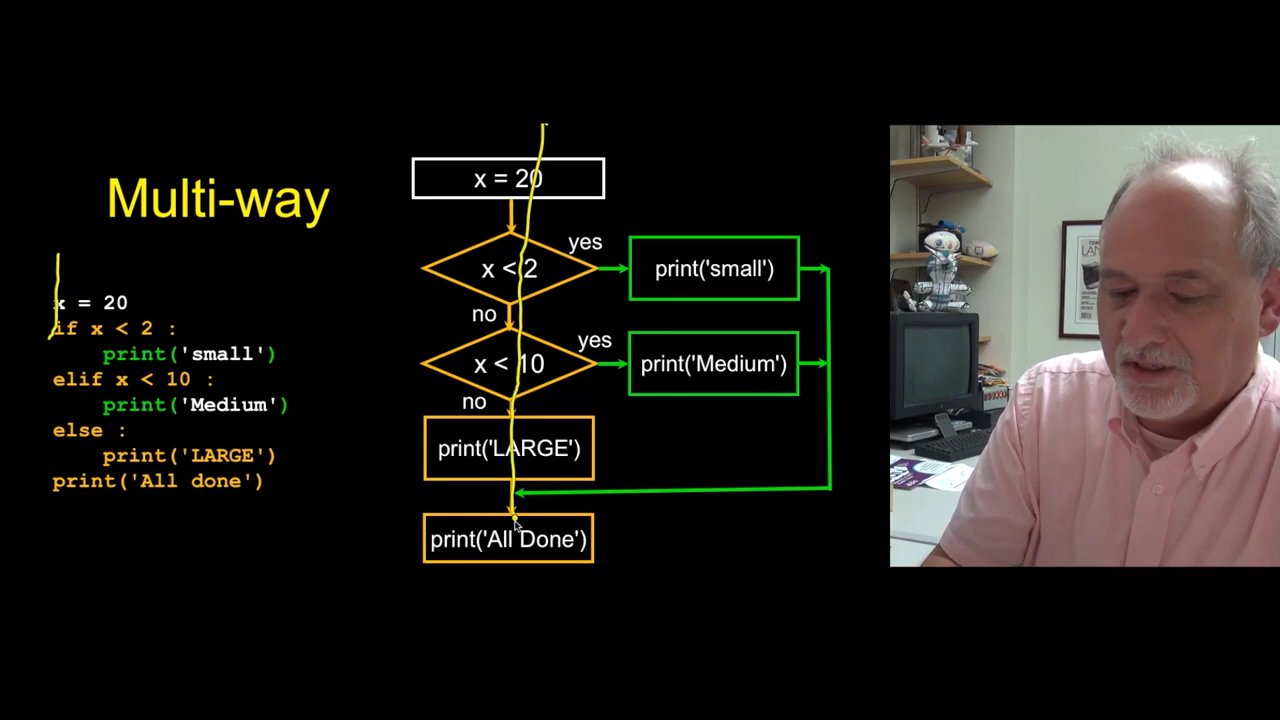 Multi-way
x = 20
if x < 2 :
print('small')
elif x < 10 :
print('Medium')
else :
print('LARGE')
print('All done')
x = 20
x < 2
yes
print('small')
no
x < 10
yes
print('Medium')
no
print('LARGE')
print('All Done')